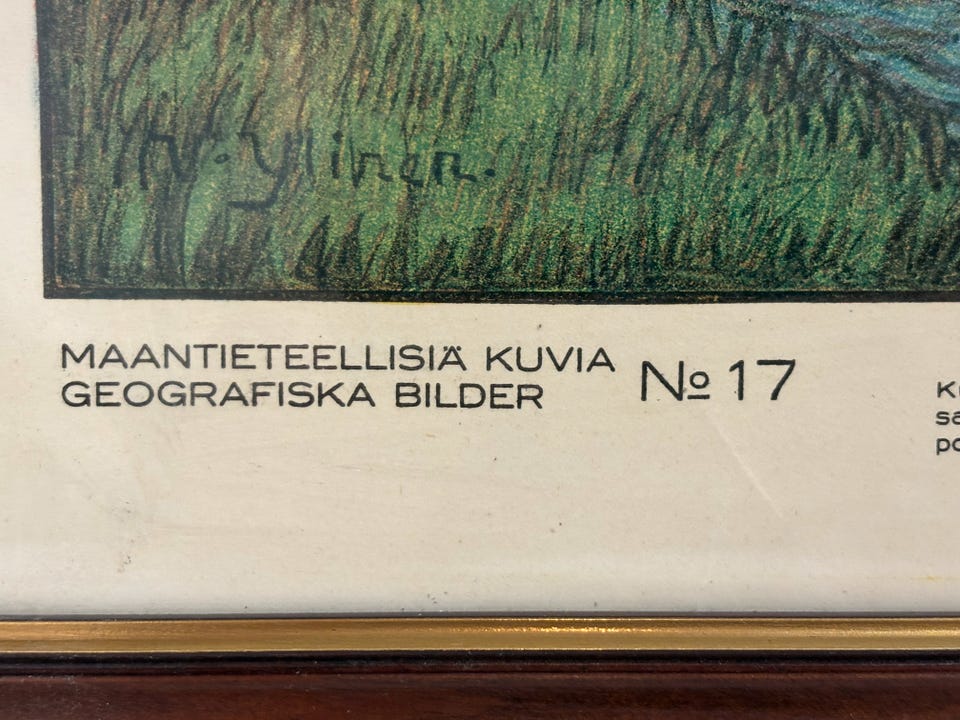 V. Ylinen.
MAANTIETEELLISIÄ KUVIA
GEOGRAFISKA BILDER
No 17